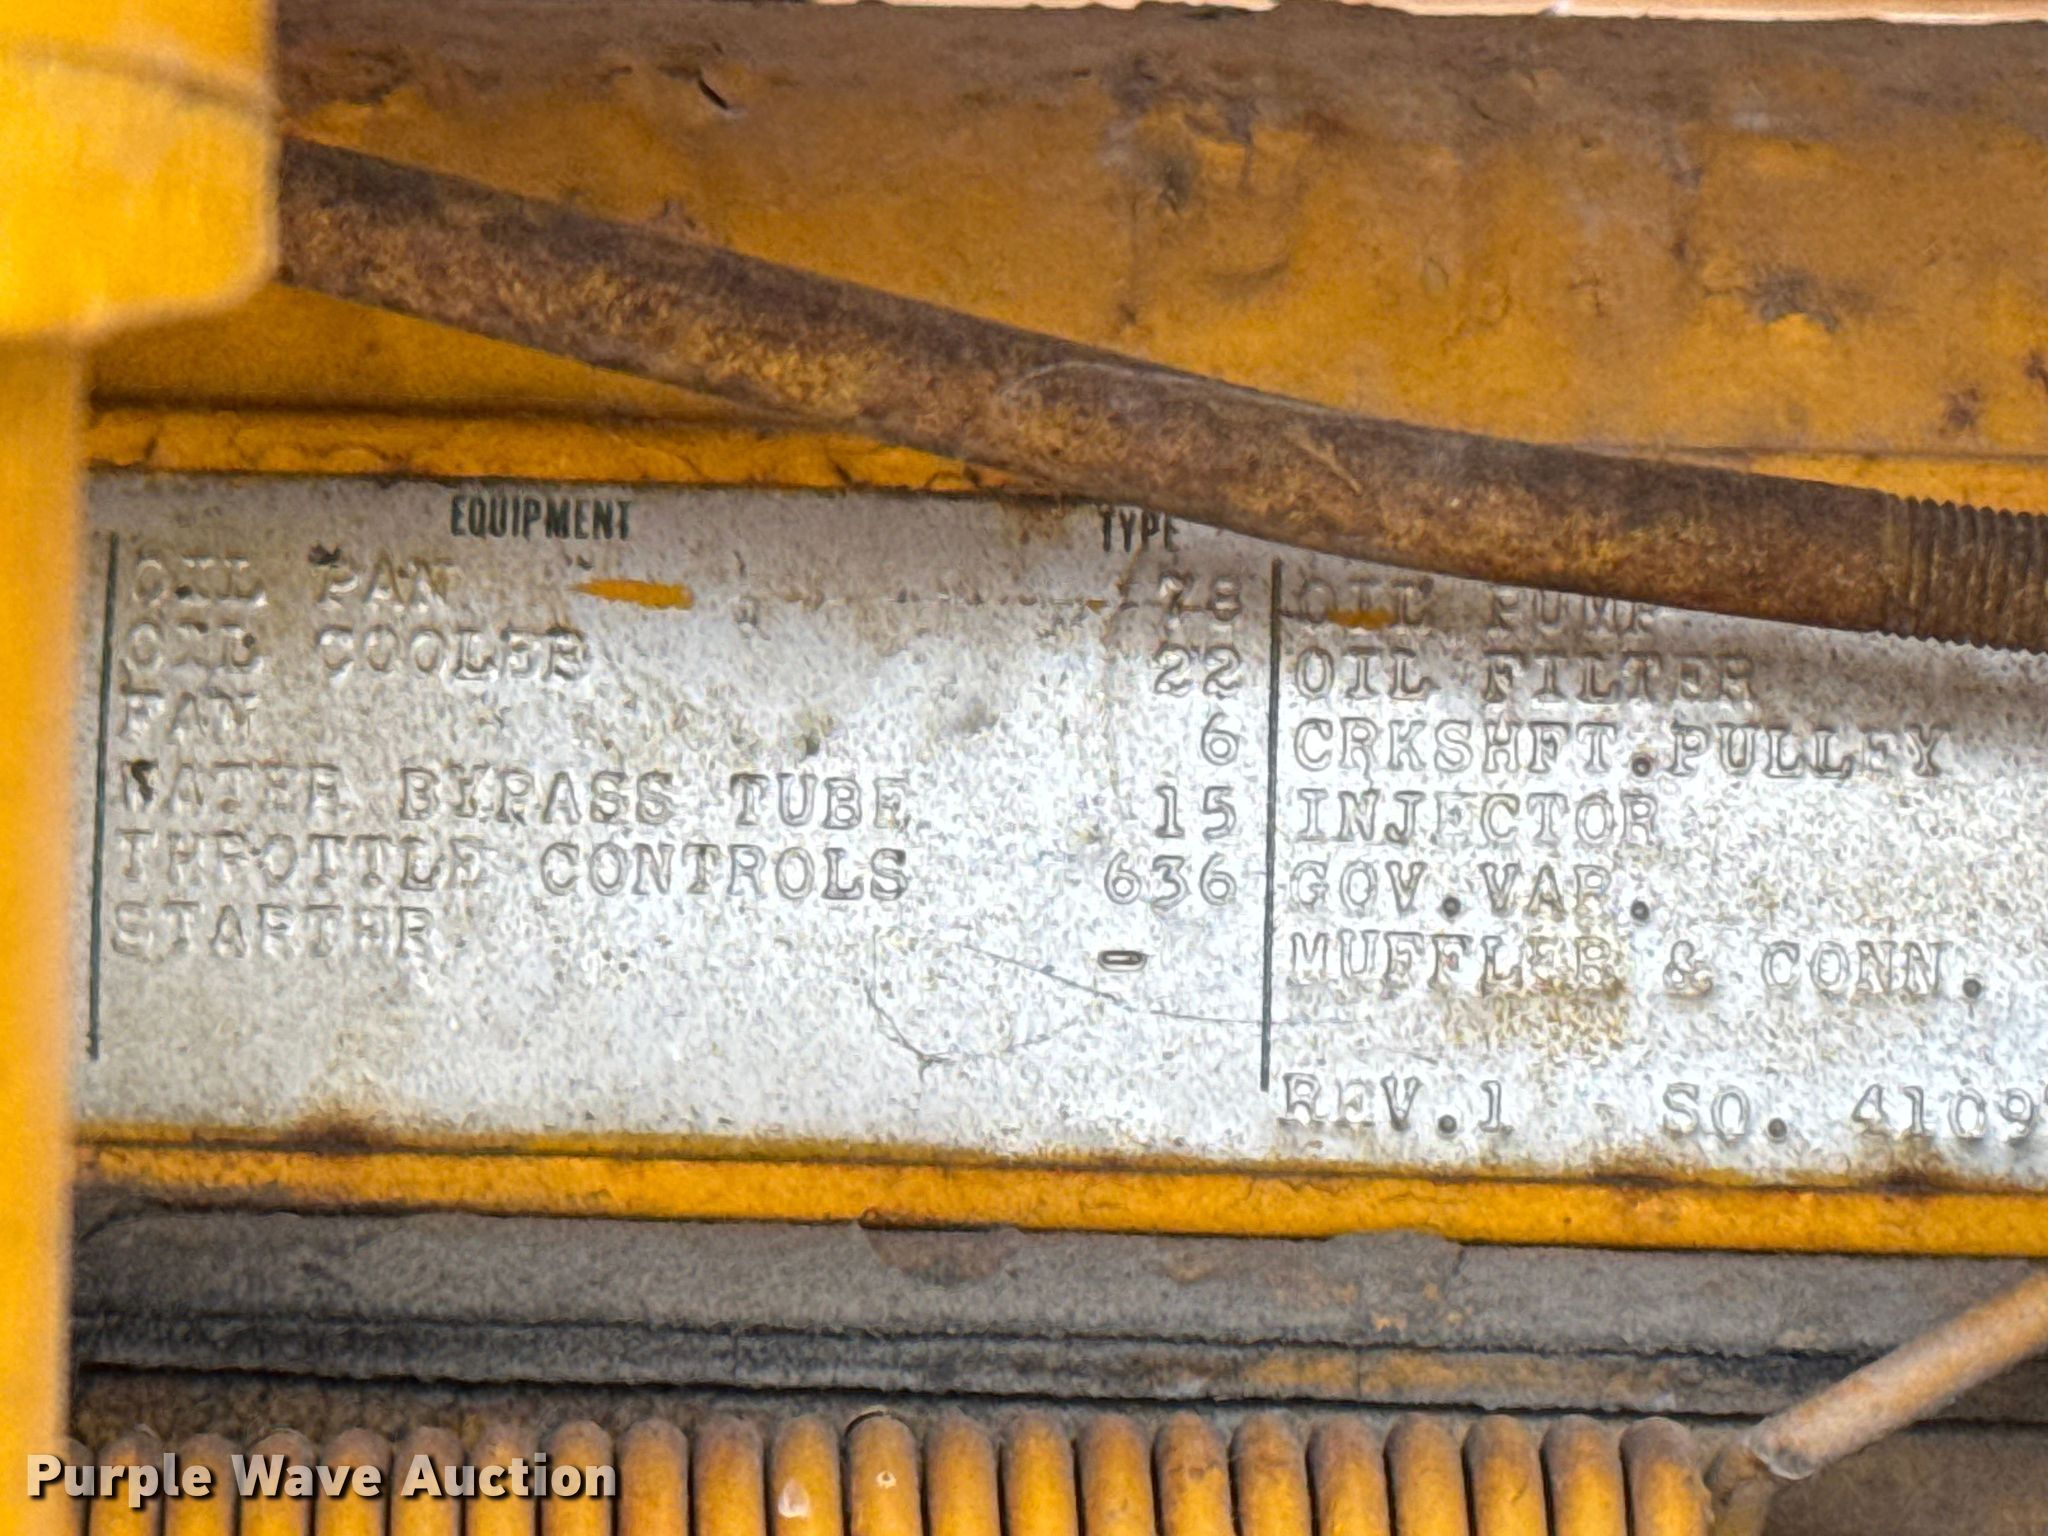 EQUIPMENT TYPE
OIL PAN 78 OIL PUMP
OIL COOLER 22 OIL FILTER
FAN 6 CRKSHFT.PULLEY
WATER BYPASS TUBE 15 INJECTOR
THROTTLE CONTROLS 636 GOV.VAR.
STARTER - MUFFLER & CONN.
REV.1 SO. 4109
Purple Wave Auction